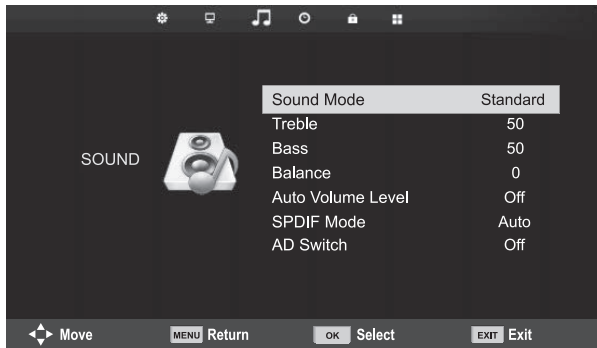 Sound Mode Standard
Treble 50
Bass 50
SOUND
Balance 0
Auto Volume Level Off
SPDIF Mode Auto
AD Switch Off
Move MENU Return OK Select EXIT Exit